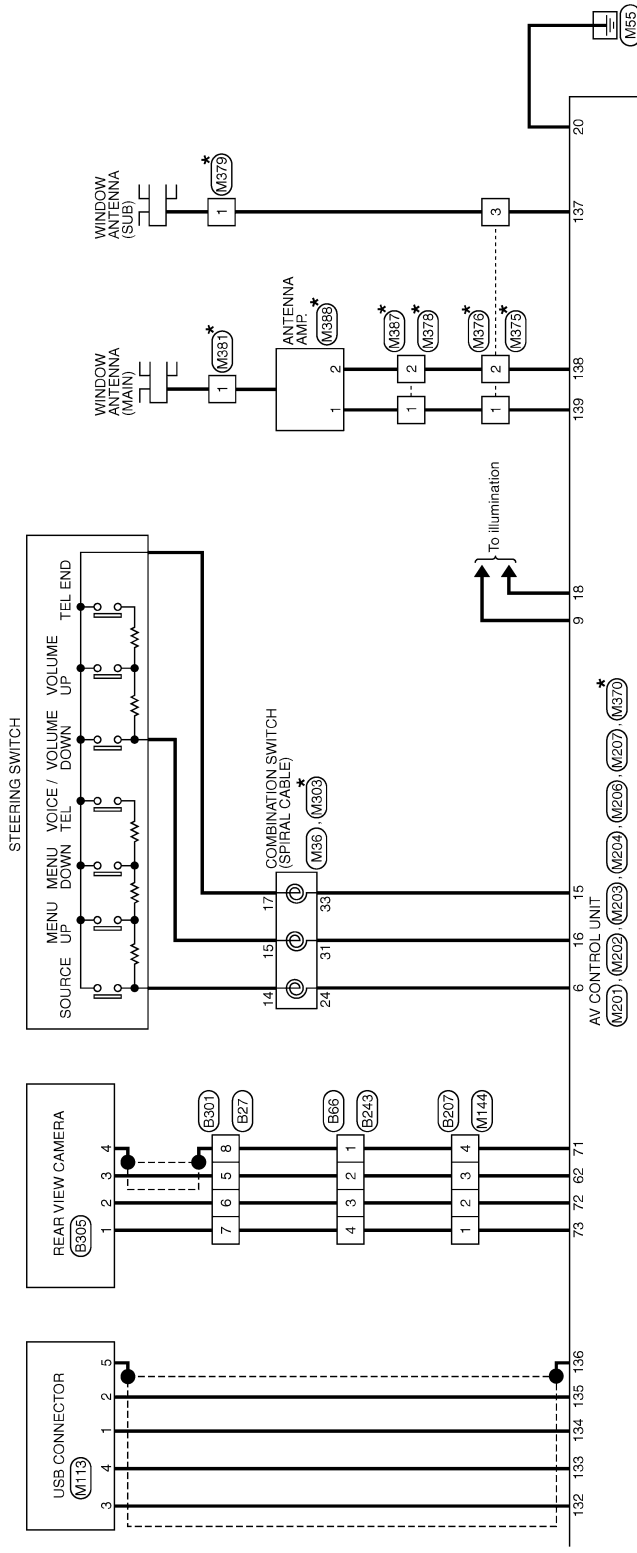 USB CONNECTOR
M113
3 4 1 2 5
132 133 134 135 136
REAR VIEW CAMERA
B305
1 2 3 4
7 6 5 8
B301
B27
4 3 2 1
B66
B243
1 2 3 4
B207
M144
73 72 62 71
STEERING SWITCH
SOURCE
MENU
UP
MENU
DOWN
VOICE /
TEL
VOLUME
DOWN
VOLUME
UP
TEL END
COMBINATION SWITCH
(SPIRAL CABLE)
M36 , M303 *
14 15 17
24 31 33
6 16 15
AV CONTROL UNIT
M201 , M202 , M203 , M204 , M206 , M207 , M370 *
To illumination
9 18
WINDOW
ANTENNA
(MAIN)
1
M381 *
ANTENNA
AMP.
M388 *
1 2
1 2
M387 *
M378 *
1 2 3
M376 *
M375 *
139 138 137
WINDOW
ANTENNA
(SUB)
1
M379 *
20
M55